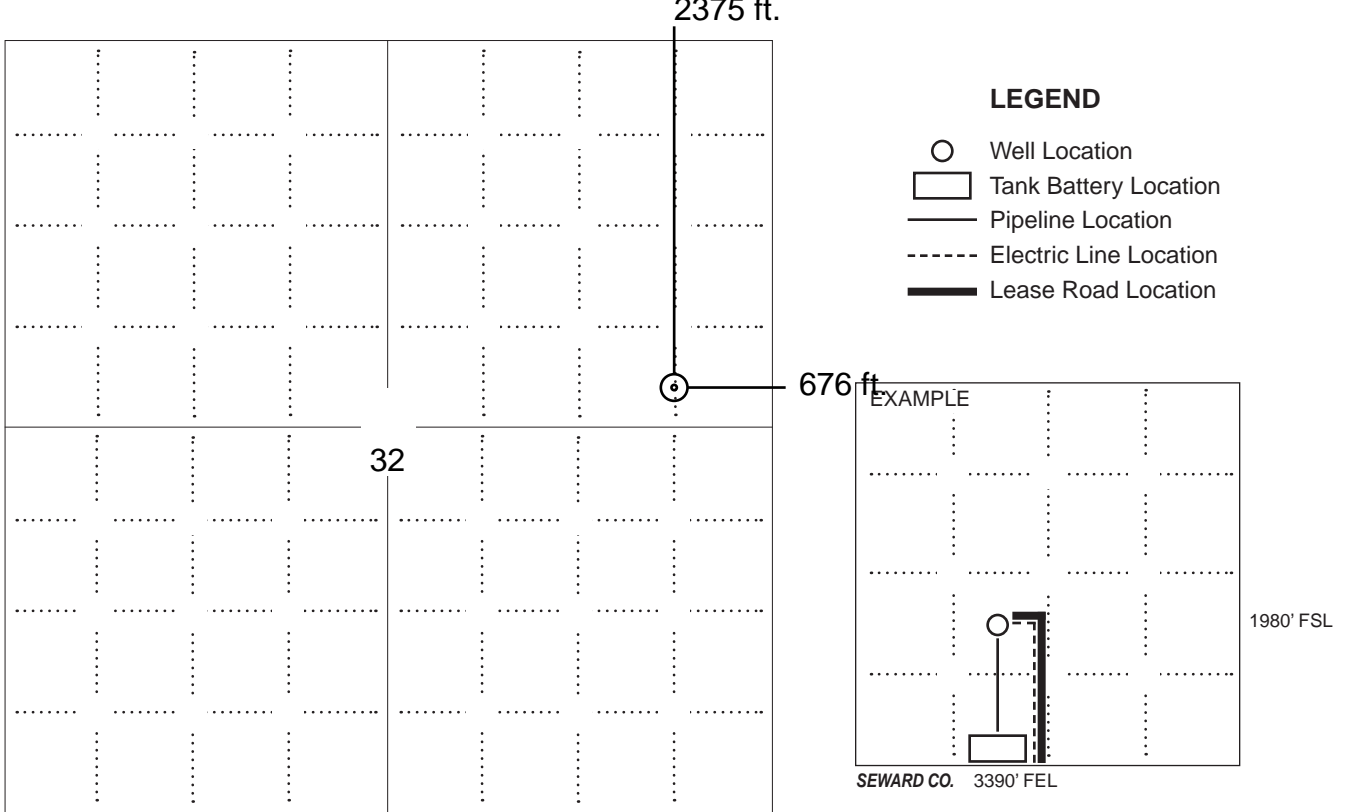 2375 ft.
LEGEND
Well Location
Tank Battery Location
Pipeline Location
Electric Line Location
Lease Road Location
676 ft.
EXAMPLE
32
1980' FSL
SEWARD CO. 3390' FEL